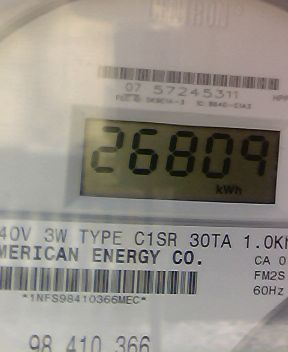 07 57245311
26809
kWh
40V 3W TYPE C1SR 30TA 1.0Kh
MERICAN ENERGY CO.
CA 0
FM2S
60Hz
*1NFS98410366MEC*
98 410 366